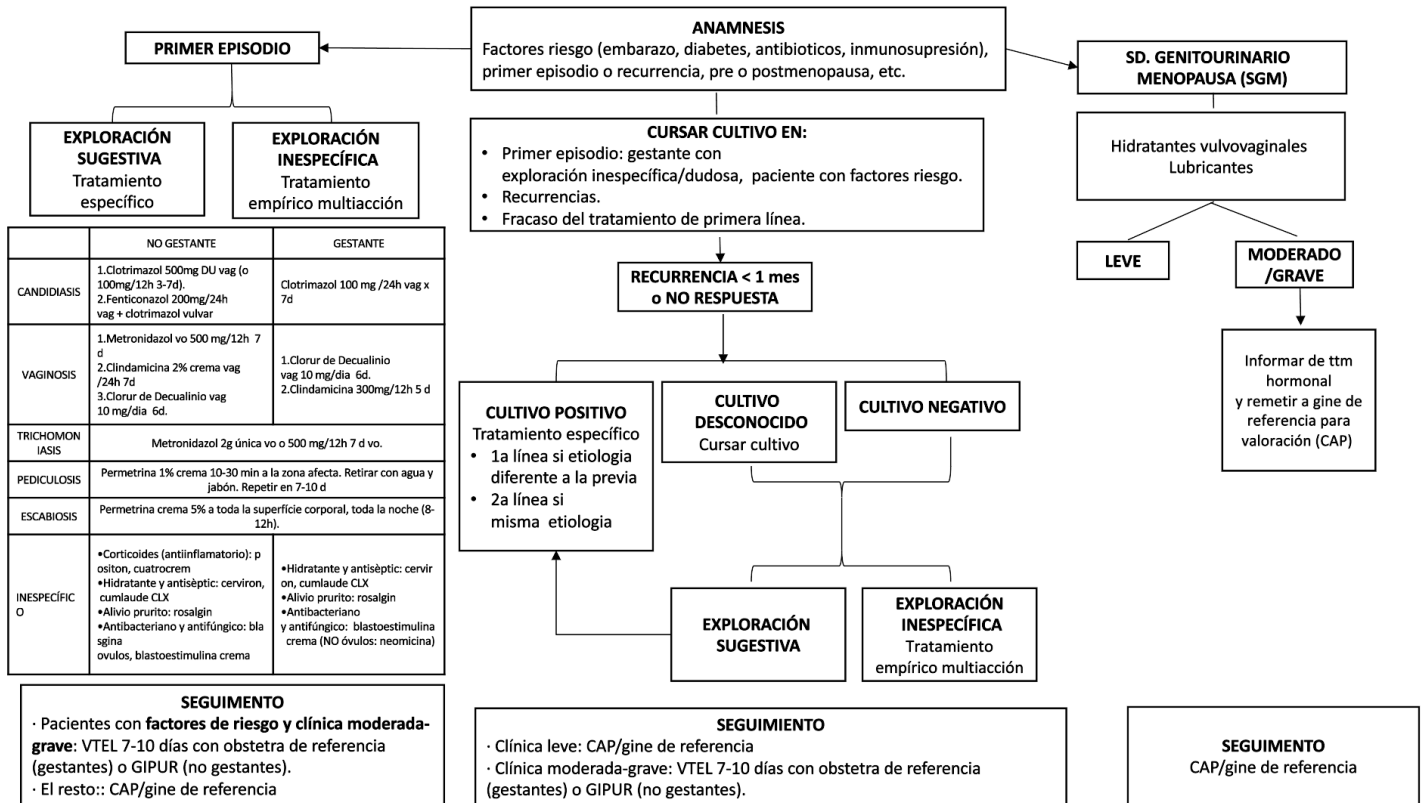 ANAMNESIS
Factores riesgo (embarazo, diabetes, antibioticos, inmunosupresión),
primer episodio o recurrencia, pre o postmenopausa, etc.
PRIMER EPISODIO
EXPLORACIÓN
SUGESTIVA
Tratamiento
específico
EXPLORACIÓN
INESPECÍFICA
Tratamiento
empírico multiacción
NO GESTANTE
GESTANTE
CANDIDIASIS
1.Clotrimazol 500mg DU vag (o
100mg/12h 3-7d).
2.Fenticonazol 200mg/24h
vag + clotrimazol vulvar
Clotrimazol 100 mg /24h vag x
7d
VAGINOSIS
1.Metronidazol vo 500 mg/12h 7
d
2.Clindamicina 2% crema vag
/24h 7d
3.Clorur de Decualinio vag
10 mg/dia 6d.
1.Clorur de Decualinio
vag 10 mg/dia 6d.
2.Clindamicina 300mg/12h 5 d
TRICHOMON
IASIS
Metronidazol 2g única vo o 500 mg/12h 7 d vo.
PEDICULOSIS
Permetrina 1% crema 10-30 min a la zona afecta. Retirar con agua y
jabón. Repetir en 7-10 d
ESCABIOSIS
Permetrina crema 5% a toda la superfície corporal, toda la noche (8-
12h).
INESPECÍFIC
O
•Corticoides (antiinflamatorio): p
ositon, cuatrocrem
•Hidratante y antisèptic: cerviron,
cumlaude CLX
•Alivio prurito: rosalgin
•Antibacteriano y antifúngico: bla
sgina
ovulos, blastoestimulina crema
•Hidratante y antisèptic: cervir
on, cumlaude CLX
•Alivio prurito: rosalgin
•Antibacteriano
y antifúngico: blastoestimulina
crema (NO óvulos: neomicina)
SEGUIMENTO
· Pacientes con factores de riesgo y clínica moderada-
grave: VTEL 7-10 días con obstetra de referencia
(gestantes) o GIPUR (no gestantes).
· El resto:: CAP/gine de referencia
CURSAR CULTIVO EN:
• Primer episodio: gestante con
exploración inespecífica/dudosa, paciente con factores riesgo.
• Recurrencias.
• Fracaso del tratamiento de primera línea.
RECURRENCIA < 1 mes
o NO RESPUESTA
CULTIVO POSITIVO
Tratamiento específico
• 1a línea si etiologia
diferente a la previa
• 2a línea si
misma etiologia
CULTIVO
DESCONOCIDO
Cursar cultivo
CULTIVO NEGATIVO
EXPLORACIÓN
SUGESTIVA
EXPLORACIÓN
INESPECÍFICA
Tratamiento
empírico multiacción
SEGUIMIENTO
· Clínica leve: CAP/gine de referencia
· Clínica moderada-grave: VTEL 7-10 días con obstetra de referencia
(gestantes) o GIPUR (no gestantes).
SD. GENITOURINARIO
MENOPAUSA (SGM)
Hidratantes vulvovaginales
Lubricantes
LEVE
MODERADO
/GRAVE
Informar de ttm
hormonal
y remetir a gine de
referencia para
valoración (CAP)
SEGUIMENTO
CAP/gine de referencia